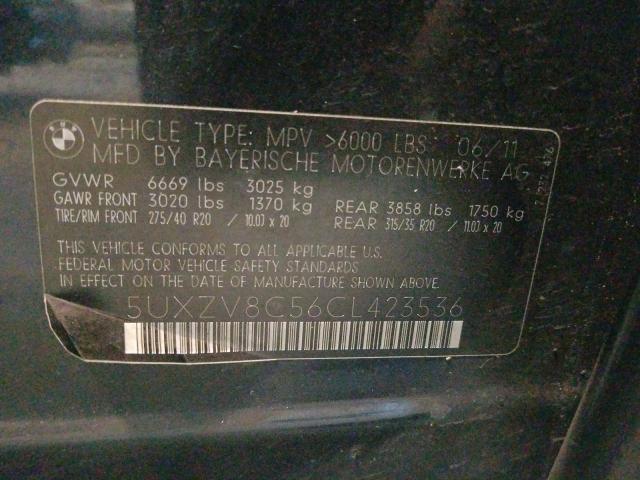 BMW
VEHICLE TYPE: MPV >6000 LBS 06/11
MFD BY BAYERISCHE MOTORENWERKE AG
GVWR 6669 lbs 3025 kg
GAWR FRONT 3020 lbs 1370 kg REAR 3858 lbs 1750 kg
TIRE/RIM FRONT 275/40 R20 / 10.0J x 20 REAR 315/35 R20 / 11.0J x 20
THIS VEHICLE CONFORMS TO ALL APPLICABLE U.S.
FEDERAL MOTOR VEHICLE SAFETY STANDARDS
IN EFFECT ON THE DATE OF MANUFACTURE SHOWN ABOVE.
5UXZV8C56CL423536